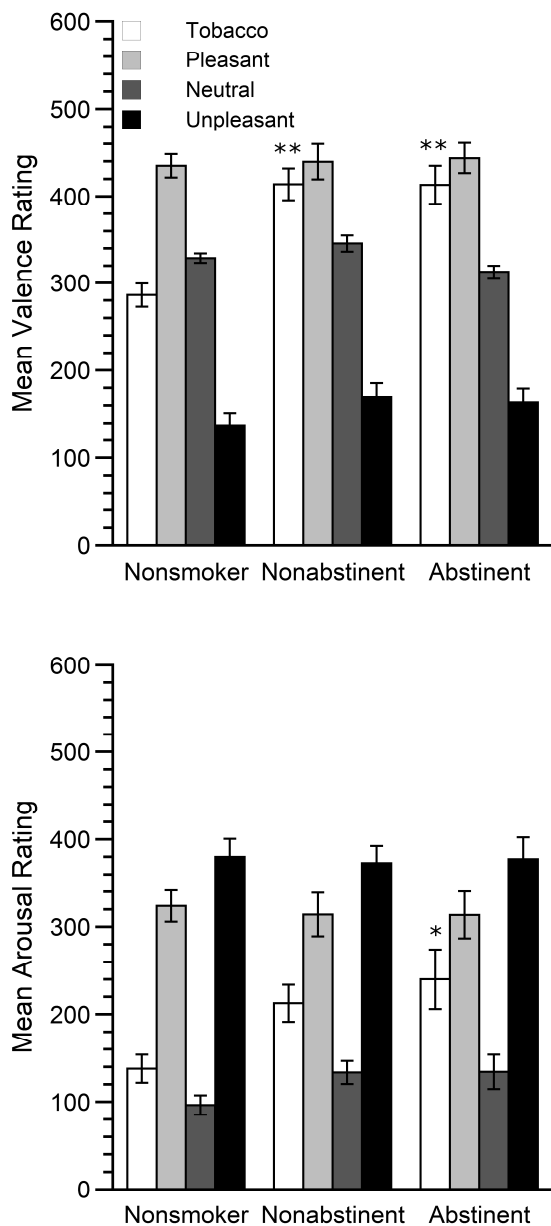 600
500
400
300
200
100
0
Mean Valence Rating
Tobacco
Pleasant
Neutral
Unpleasant
**
**
Nonsmoker Nonabstinent Abstinent
600
500
400
300
200
100
0
Mean Arousal Rating
*
Nonsmoker Nonabstinent Abstinent